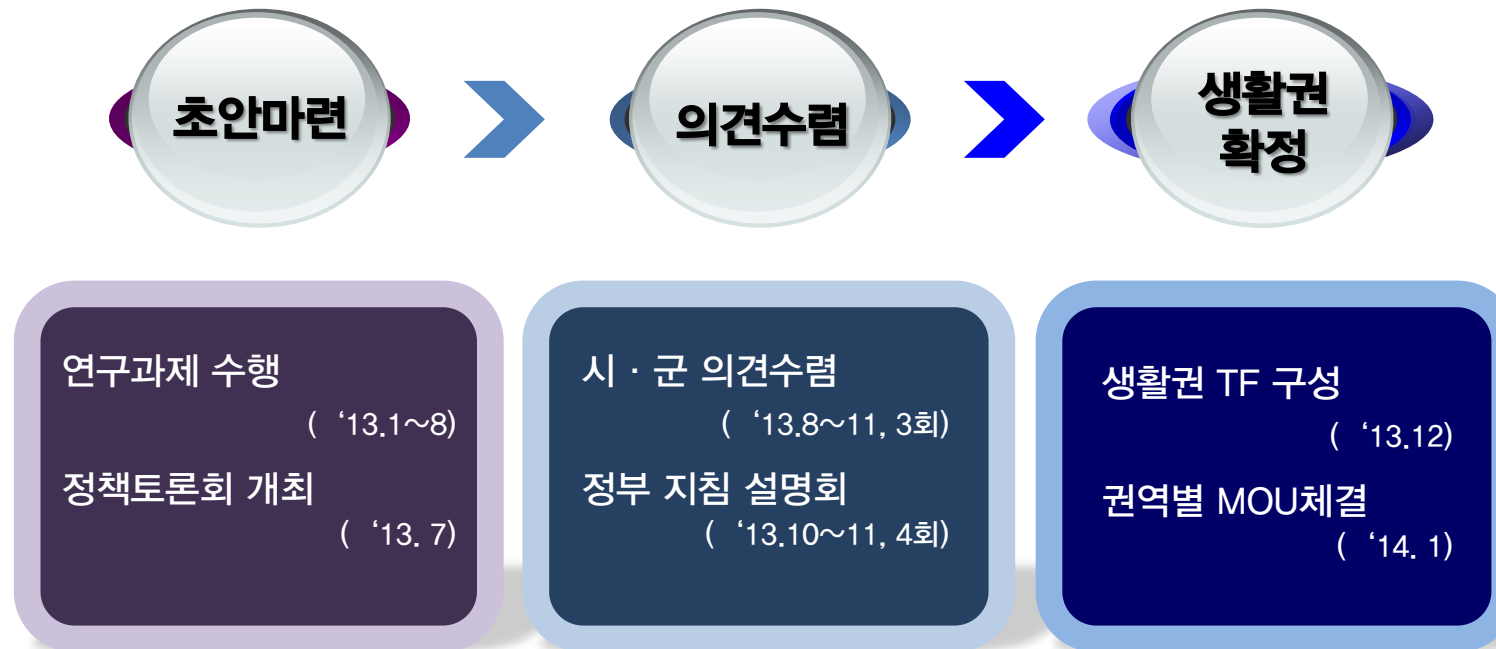 초안마련
의견수렴
생활권
확정
연구과제 수행
( ‘13.1~8)
정책토론회 개최
( ‘13. 7)
시 · 군 의견수렴
( ‘13.8~11, 3회)
정부 지침 설명회
( ‘13.10~11, 4회)
생활권 TF 구성
( ‘13.12)
권역별 MOU체결
( ‘14. 1)